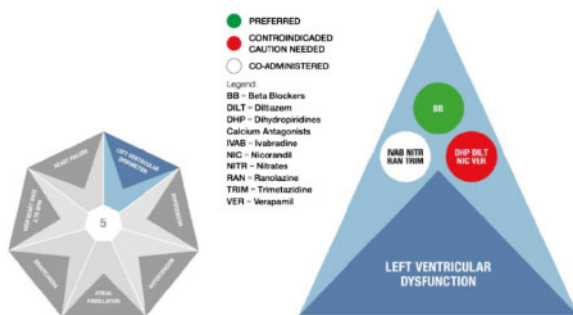 PREFERRED
CONTROINDICADED
CAUTION NEEDED
CO-ADMINISTERED
Legend:
BB – Beta Blockers
DILT – Diltiazem
DHP – Dihydropiridines
Calcium Antagonists
IVAB – Ivabradine
NIC – Nicorandil
NITR – Nitrates
RAN – Ranolazine
TRIM – Trimetazidine
VER – Verapamil
HEART FAILURE
LEFT VENTRICULAR
DYSFUNCTION
HYPERTENSION
HYPOTENSION
ATRIAL
FIBRILLATION
5
BB
IVAB NITR
RAN TRIM
DHP DILT
NIC VER
LEFT VENTRICULAR
DYSFUNCTION